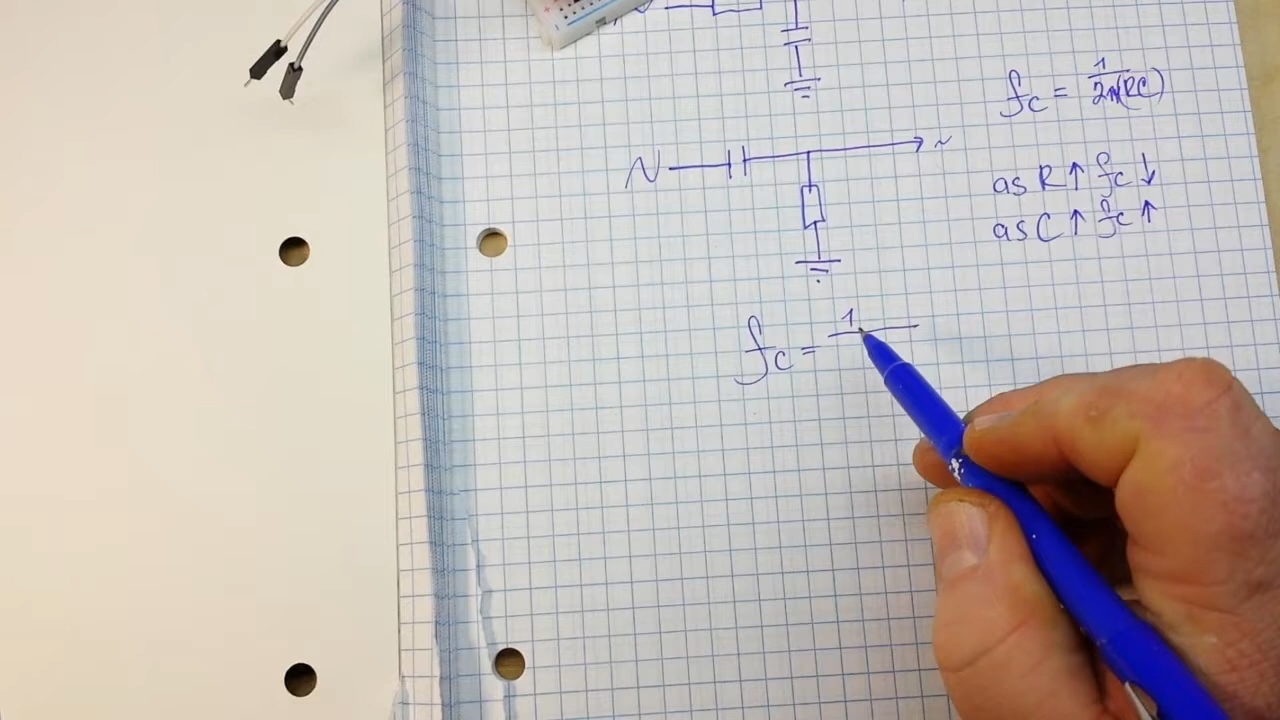 fc = 1/2π(RC)
as R ↑ fc ↓
as C ↑ fc ↑
fc = 1